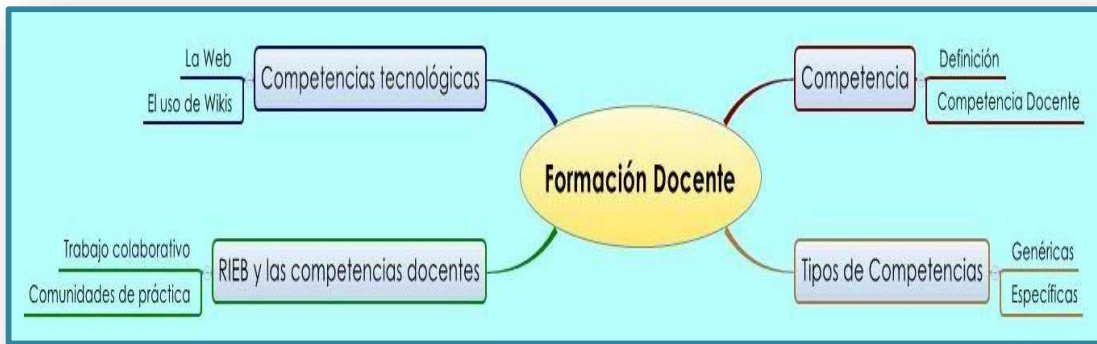 La Web
El uso de Wikis
Competencias tecnológicas
Competencia
Definición
Competencia Docente
Formación Docente
Trabajo colaborativo
Comunidades de práctica
RIEB y las competencias docentes
Tipos de Competencias
Genéricas
Específicas